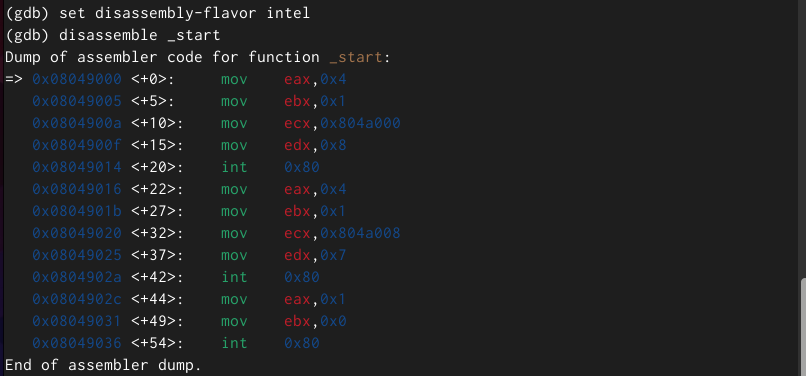 (gdb) set disassembly-flavor intel
(gdb) disassemble _start
Dump of assembler code for function _start:
=> 0x08049000 <+0>:     mov    eax,0x4
   0x08049005 <+5>:     mov    ebx,0x1
   0x0804900a <+10>:    mov    ecx,0x804a000
   0x0804900f <+15>:    mov    edx,0x8
   0x08049014 <+20>:    int    0x80
   0x08049016 <+22>:    mov    eax,0x4
   0x0804901b <+27>:    mov    ebx,0x1
   0x08049020 <+32>:    mov    ecx,0x804a008
   0x08049025 <+37>:    mov    edx,0x7
   0x0804902a <+42>:    int    0x80
   0x0804902c <+44>:    mov    eax,0x1
   0x08049031 <+49>:    mov    ebx,0x0
   0x08049036 <+54>:    int    0x80
End of assembler dump.